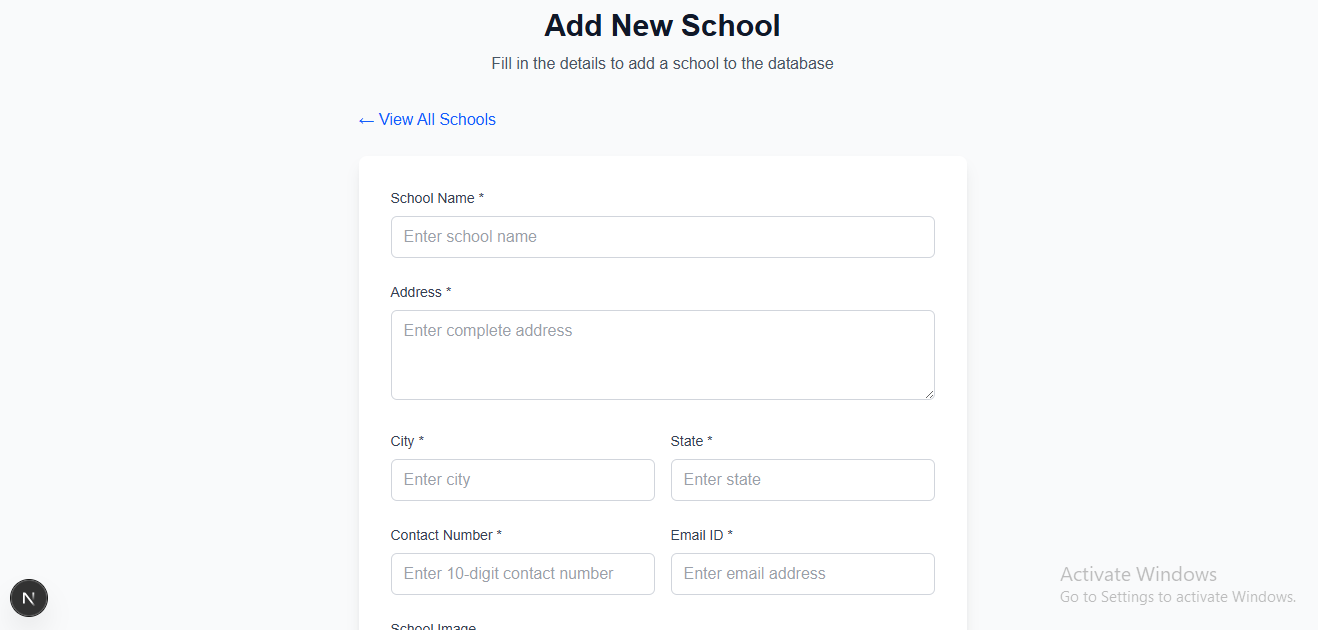 Add New School
Fill in the details to add a school to the database
← View All Schools
School Name *
Enter school name
Address *
Enter complete address
City * State *
Enter city Enter state
Contact Number * Email ID *
Enter 10-digit contact number Enter email address
Activate Windows
Go to Settings to activate Windows.
N
School Image